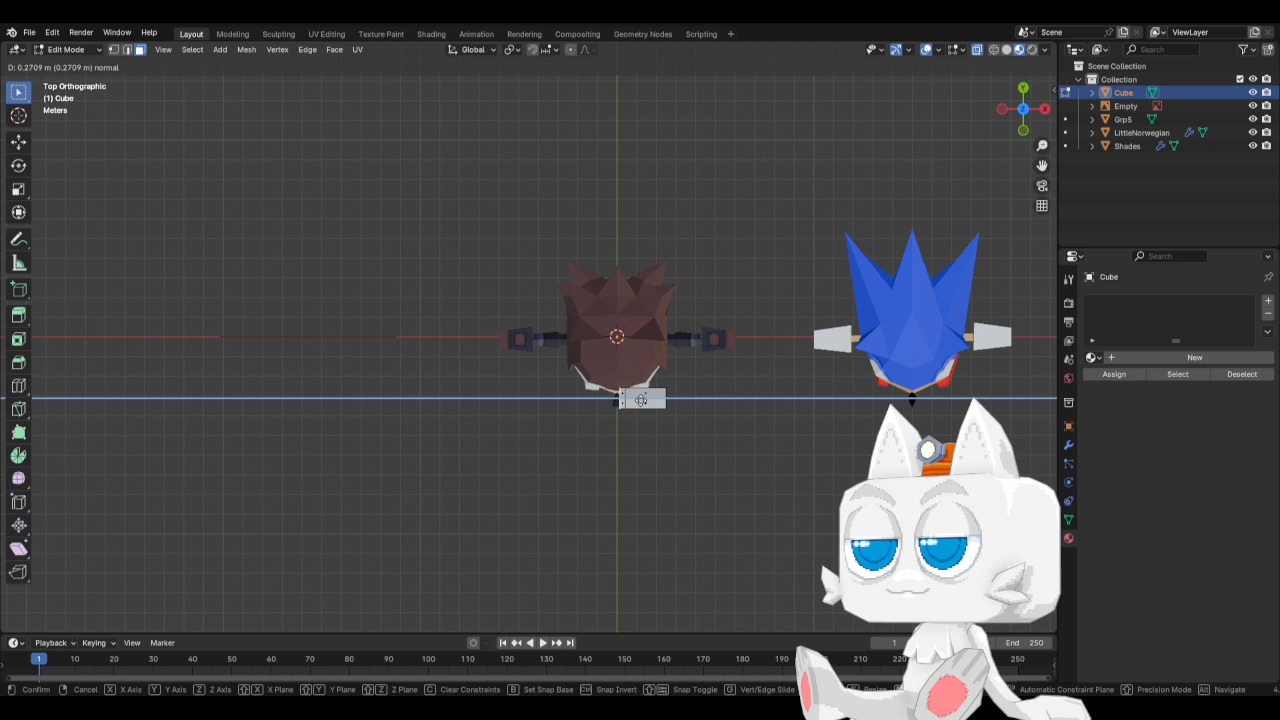 File Edit Render Window Help Layout Modeling Sculpting UV Editing Texture Paint Shading Animation Rendering Compositing Geometry Nodes Scripting + Scene ViewLayer
Edit Mode View Select Add Mesh Vertex Edge Face UV Global Search
D: 0.2709 m (0.2709 m) normal
Top Orthographic
(1) Cube
Meters
Y
Z
X
Scene Collection
Collection
Cube
Empty
Grp5
LittleNorwegian
Shades
Search
Cube
New
Assign Select Deselect
Playback Keying View Marker 1 End 250
1 10 20 30 40 50 60 70 80 90 100 110 120 130 140 150 160 170 180 190 200 210 250
Confirm Cancel X X Axis Y Y Axis Z Z Axis X X Plane Y Y Plane Z Z Plane C Clear Constraints B Set Snap Base Snap Invert Snap Toggle G Vert/Edge Slide Automatic Constraint Plane Precision Mode Alt Navigate